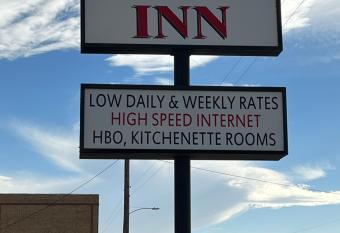 INN
LOW DAILY & WEEKLY RATES
HIGH SPEED INTERNET
HBO, KITCHENETTE ROOMS